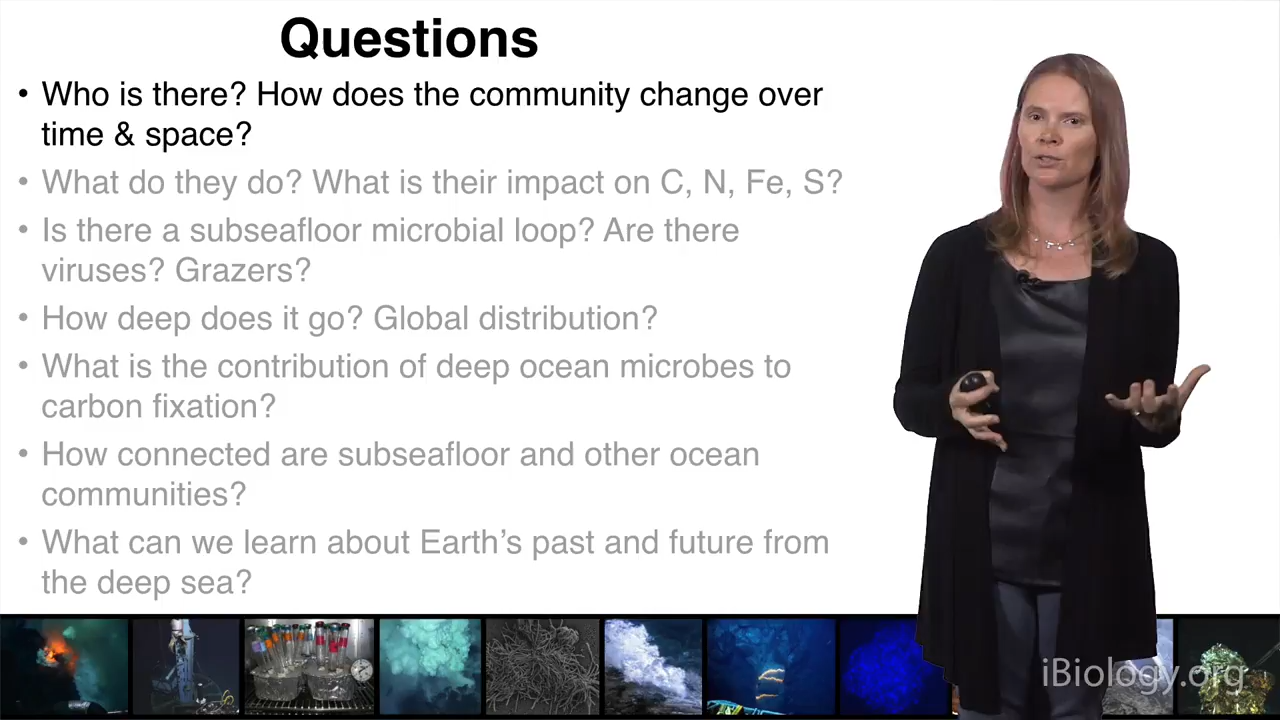 Questions
• Who is there? How does the community change over
time & space?
• What do they do? What is their impact on C, N, Fe, S?
• Is there a subseafloor microbial loop? Are there
viruses? Grazers?
• How deep does it go? Global distribution?
• What is the contribution of deep ocean microbes to
carbon fixation?
• How connected are subseafloor and other ocean
communities?
• What can we learn about Earth’s past and future from
the deep sea?
iBiology.org